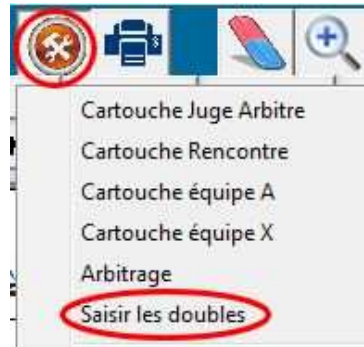 Cartouche Juge Arbitre
Cartouche Rencontre
Cartouche équipe A
Cartouche équipe X
Arbitrage
Saisir les doubles